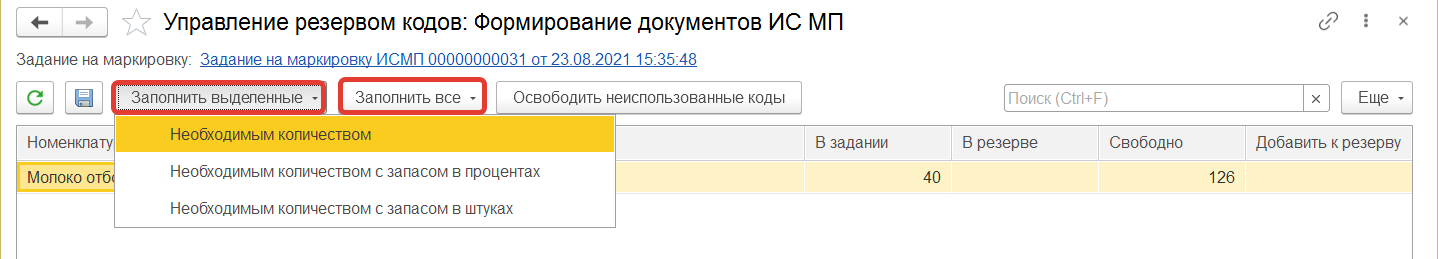 Управление резервом кодов: Формирование документов ИС МП
Задание на маркировку: Задание на маркировку ИСМП 00000000031 от 23.08.2021 15:35:48
Заполнить выделенные Заполнить все Освободить неиспользованные коды Поиск (Ctrl+F) × Еще
Номенклату В задании В резерве Свободно Добавить к резерву
Необходимым количеством
Молоко отбо 40 126
Необходимым количеством с запасом в процентах
Необходимым количеством с запасом в штуках